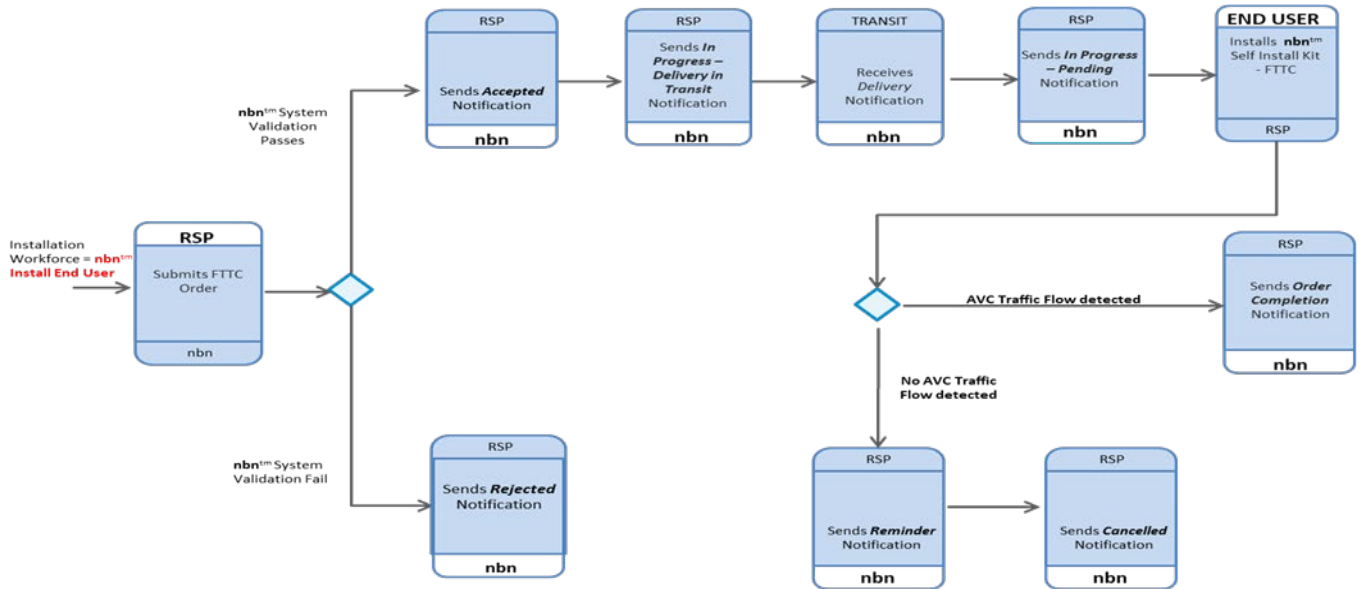 RSP
Sends Accepted
Notification
nbn
RSP
Sends In
Progress –
Delivery in
Transit
Notification
nbn
TRANSIT
Receives
Delivery
Notification
nbn
RSP
Sends In Progress
– Pending
Notification
nbn
END USER
Installs nbn™
Self Install Kit
- FTTC
RSP
nbn™ System
Validation
Passes
Installation
Workforce = nbn™
Install End User
RSP
Submits FTTC
Order
nbn
AVC Traffic Flow detected
RSP
Sends Order
Completion
Notification
nbn
No AVC Traffic
Flow detected
nbn™ System
Validation Fail
RSP
Sends Rejected
Notification
nbn
RSP
Sends Reminder
Notification
nbn
RSP
Sends Cancelled
Notification
nbn